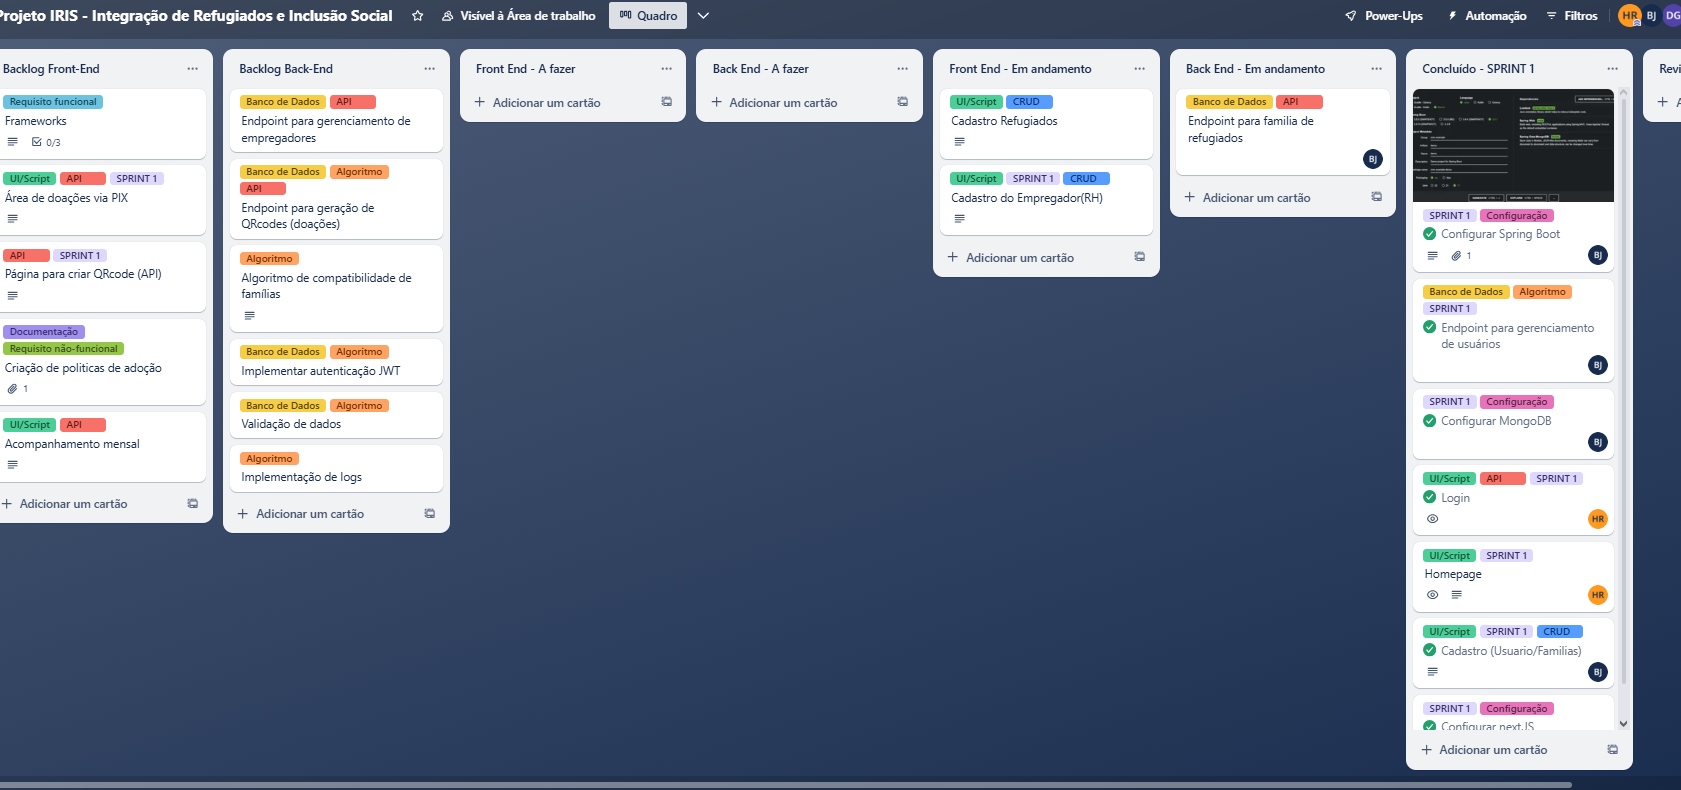 Projeto IRIS - Integração de Refugiados e Inclusão Social
Visível à Área de trabalho
Quadro
Power-Ups
Automação
Filtros
HR
BJ
DG
Backlog Front-End
Requisito funcional
Frameworks
0/3
UI/Script API SPRINT 1
Área de doações via PIX
API SPRINT 1
Página para criar QRcode (API)
Documentação
Requisito não-funcional
Criação de politicas de adoção
1
UI/Script API
Acompanhamento mensal
+ Adicionar um cartão
Backlog Back-End
Banco de Dados API
Endpoint para gerenciamento de
empregadores
Banco de Dados Algoritmo
API
Endpoint para geração de
QRcodes (doações)
Algoritmo
Algoritmo de compatibilidade de
famílias
Banco de Dados Algoritmo
Implementar autenticação JWT
Banco de Dados Algoritmo
Validação de dados
Algoritmo
Implementação de logs
+ Adicionar um cartão
Front End - A fazer
+ Adicionar um cartão
Back End - A fazer
+ Adicionar um cartão
Front End - Em andamento
UI/Script CRUD
Cadastro Refugiados
UI/Script SPRINT 1 CRUD
Cadastro do Empregador(RH)
+ Adicionar um cartão
Back End - Em andamento
Banco de Dados API
Endpoint para familia de
refugiados
BJ
+ Adicionar um cartão
Concluído - SPRINT 1
SPRINT 1 Configuração
Configurar Spring Boot
1
BJ
Banco de Dados Algoritmo
SPRINT 1
Endpoint para gerenciamento
de usuários
BJ
SPRINT 1 Configuração
Configurar MongoDB
BJ
UI/Script API SPRINT 1
Login
HR
UI/Script SPRINT 1
Homepage
HR
UI/Script SPRINT 1 CRUD
Cadastro (Usuario/Familias)
BJ
SPRINT 1 Configuração
Configurar nextJS
+ Adicionar um cartão
Revi
+ A